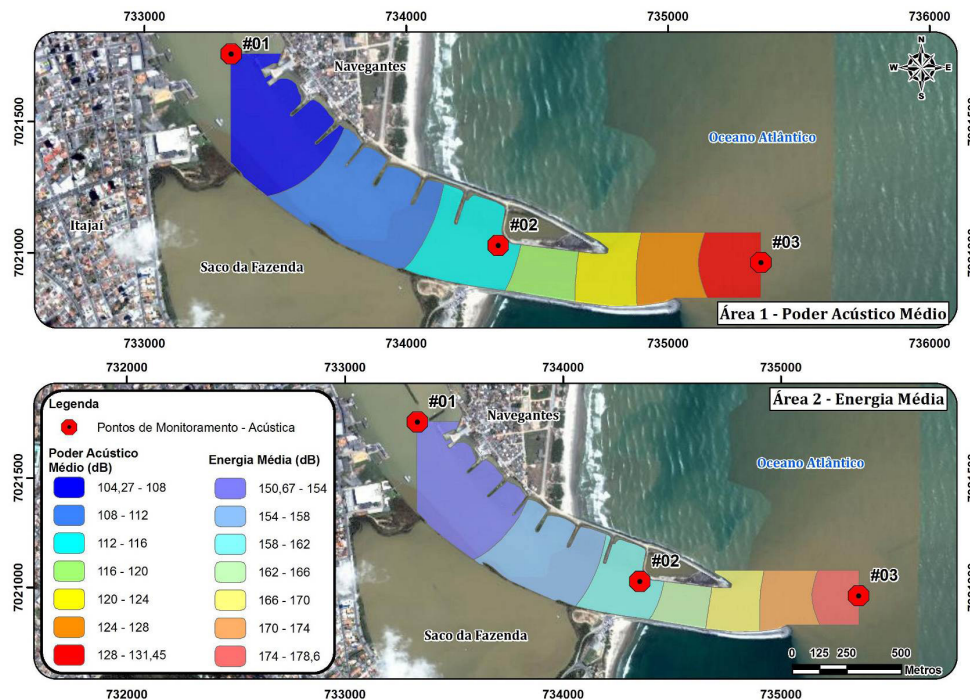 733000 734000 735000 736000
#01
Navegantes
N
W E
S
7021500
7021500
Oceano Atlântico
Itajaí
#02
#03
7021000
7021000
Saco da Fazenda
Área 1 - Poder Acústico Médio
733000 734000 735000 736000
732000 733000 734000 735000
Legenda
Pontos de Monitoramento - Acústica
Poder Acústico
Médio (dB)
Energia Média (dB)
104,27 - 108 150,67 - 154
108 - 112 154 - 158
112 - 116 158 - 162
116 - 120 162 - 166
120 - 124 166 - 170
124 - 128 170 - 174
128 - 131,45 174 - 178,6
Área 2 - Energia Média
#01
Navegantes
7021500
7021500
Oceano Atlântico
#02
#03
7021000
7021000
Saco da Fazenda
0 125 250 500
Metros
732000 733000 734000 735000